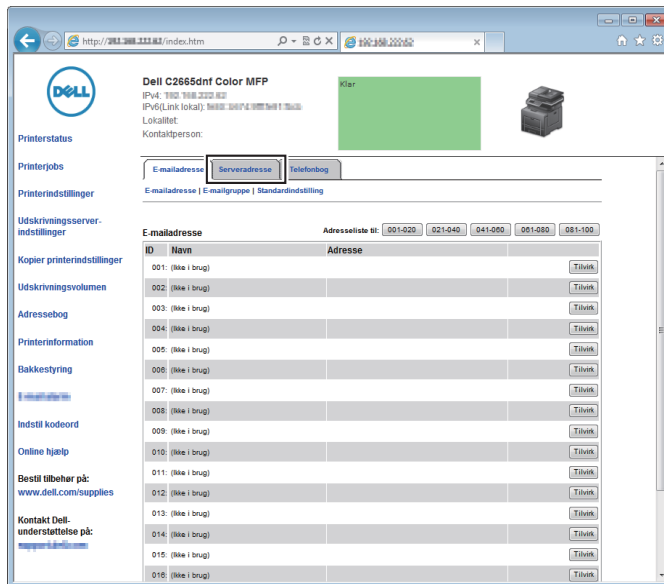 /index.htm
DELL
Dell C2665dnf Color MFP
IPv4:
IPv6(Link lokal):
Lokalitet:
Kontaktperson:
Klar
Printerstatus
Printerjobs
Printerindstillinger
Udskrivningsserver-
indstillinger
Kopier printerindstillinger
Udskrivningsvolumen
Adressebog
Printerinformation
Bakkestyring
Indstil kodeord
Online hjælp
Bestil tilbehør på:
www.dell.com/supplies
Kontakt Dell-
understøttelse på:
E-mailadresse Serveradresse Telefonbog
E-mailadresse | E-mailgruppe | Standardindstilling
E-mailadresse Adresseliste til: 001-020 021-040 041-060 061-080 081-100
ID Navn Adresse
001: (Ikke i brug) Tilvirk
002: (Ikke i brug) Tilvirk
003: (Ikke i brug) Tilvirk
004: (Ikke i brug) Tilvirk
005: (Ikke i brug) Tilvirk
006: (Ikke i brug) Tilvirk
007: (Ikke i brug) Tilvirk
008: (Ikke i brug) Tilvirk
009: (Ikke i brug) Tilvirk
010: (Ikke i brug) Tilvirk
011: (Ikke i brug) Tilvirk
012: (Ikke i brug) Tilvirk
013: (Ikke i brug) Tilvirk
014: (Ikke i brug) Tilvirk
015: (Ikke i brug) Tilvirk
016: (Ikke i brug) Tilvirk